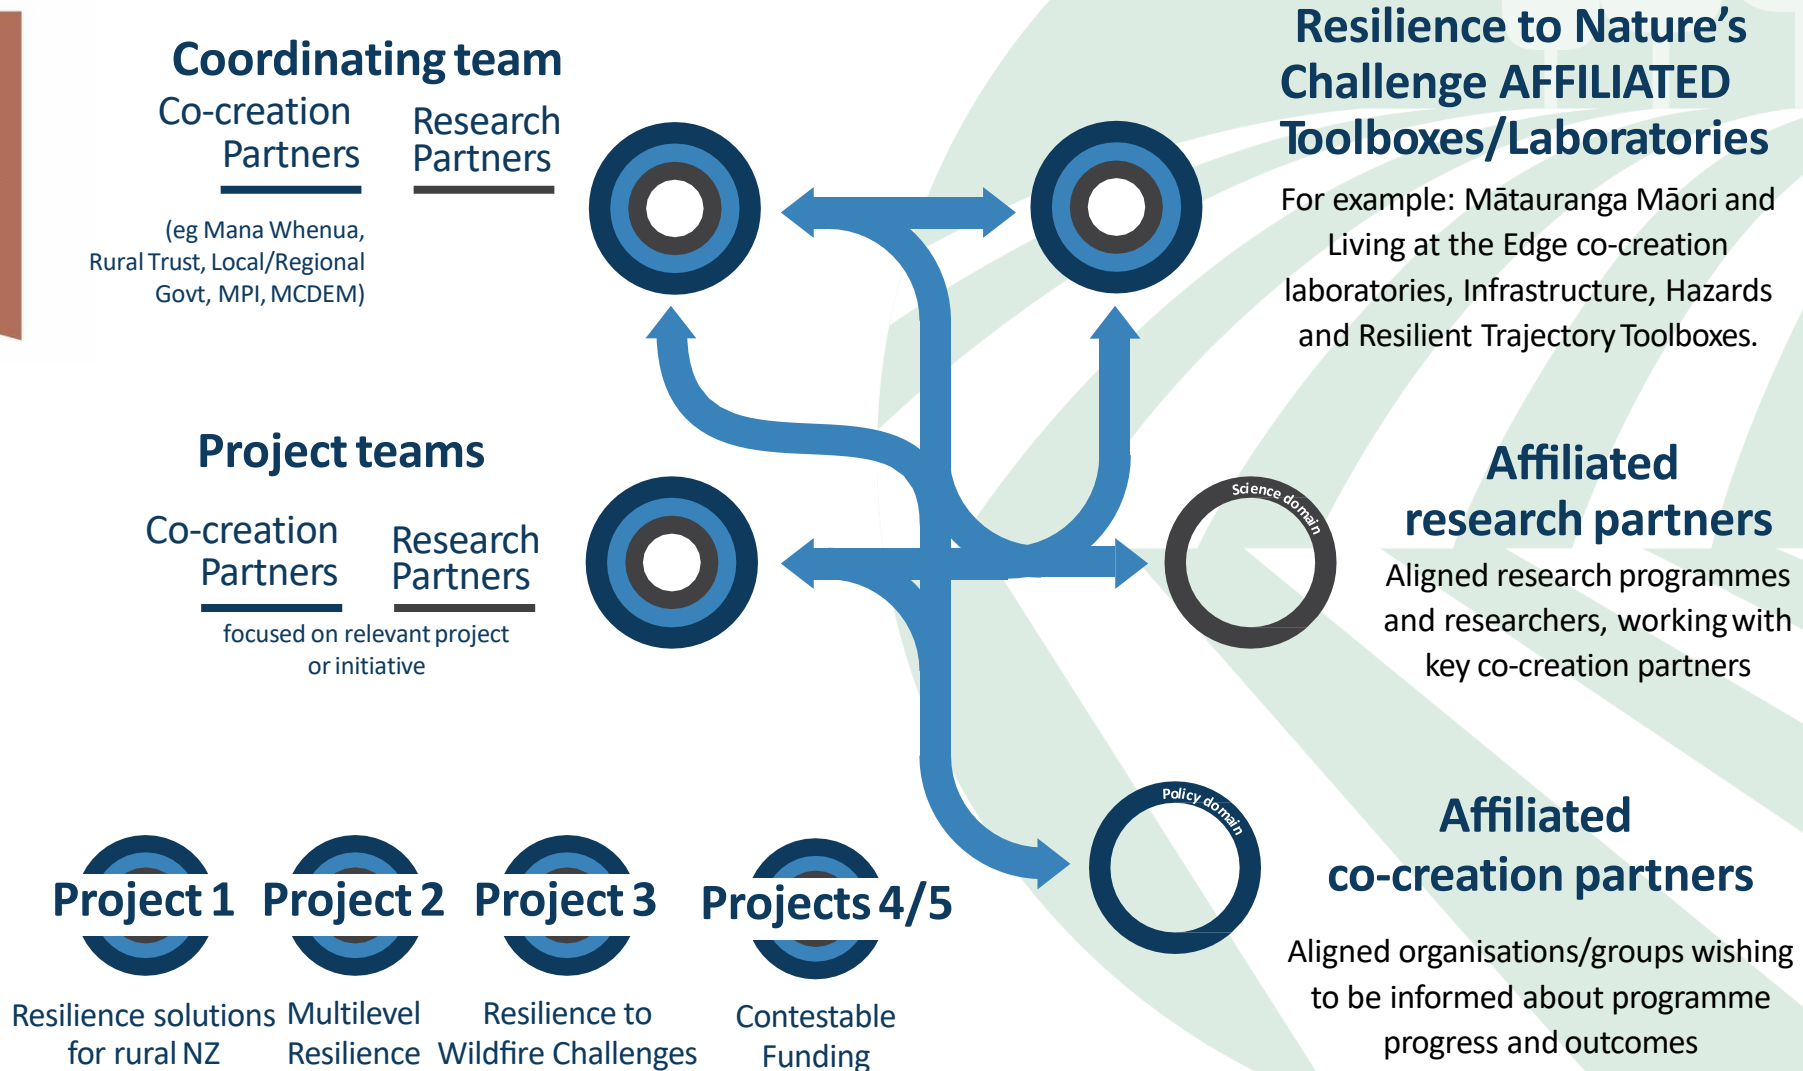 Coordinating team
Co-creation
Partners
Research
Partners
(eg Mana Whenua,
Rural Trust, Local/Regional
Govt, MPI, MCDEM)
Resilience to Nature’s
Challenge AFFILIATED
Toolboxes/Laboratories
For example: Mātauranga Māori and
Living at the Edge co-creation
laboratories, Infrastructure, Hazards
and Resilient Trajectory Toolboxes.
Project teams
Co-creation
Partners
Research
Partners
focused on relevant project
or initiative
Science domain
Affiliated
research partners
Aligned research programmes
and researchers, working with
key co-creation partners
Policy domain
Affiliated
co-creation partners
Aligned organisations/groups wishing
to be informed about programme
progress and outcomes
Project 1
Resilience solutions
for rural NZ
Project 2
Multilevel
Resilience
Project 3
Resilience to
Wildfire Challenges
Projects 4/5
Contestable
Funding